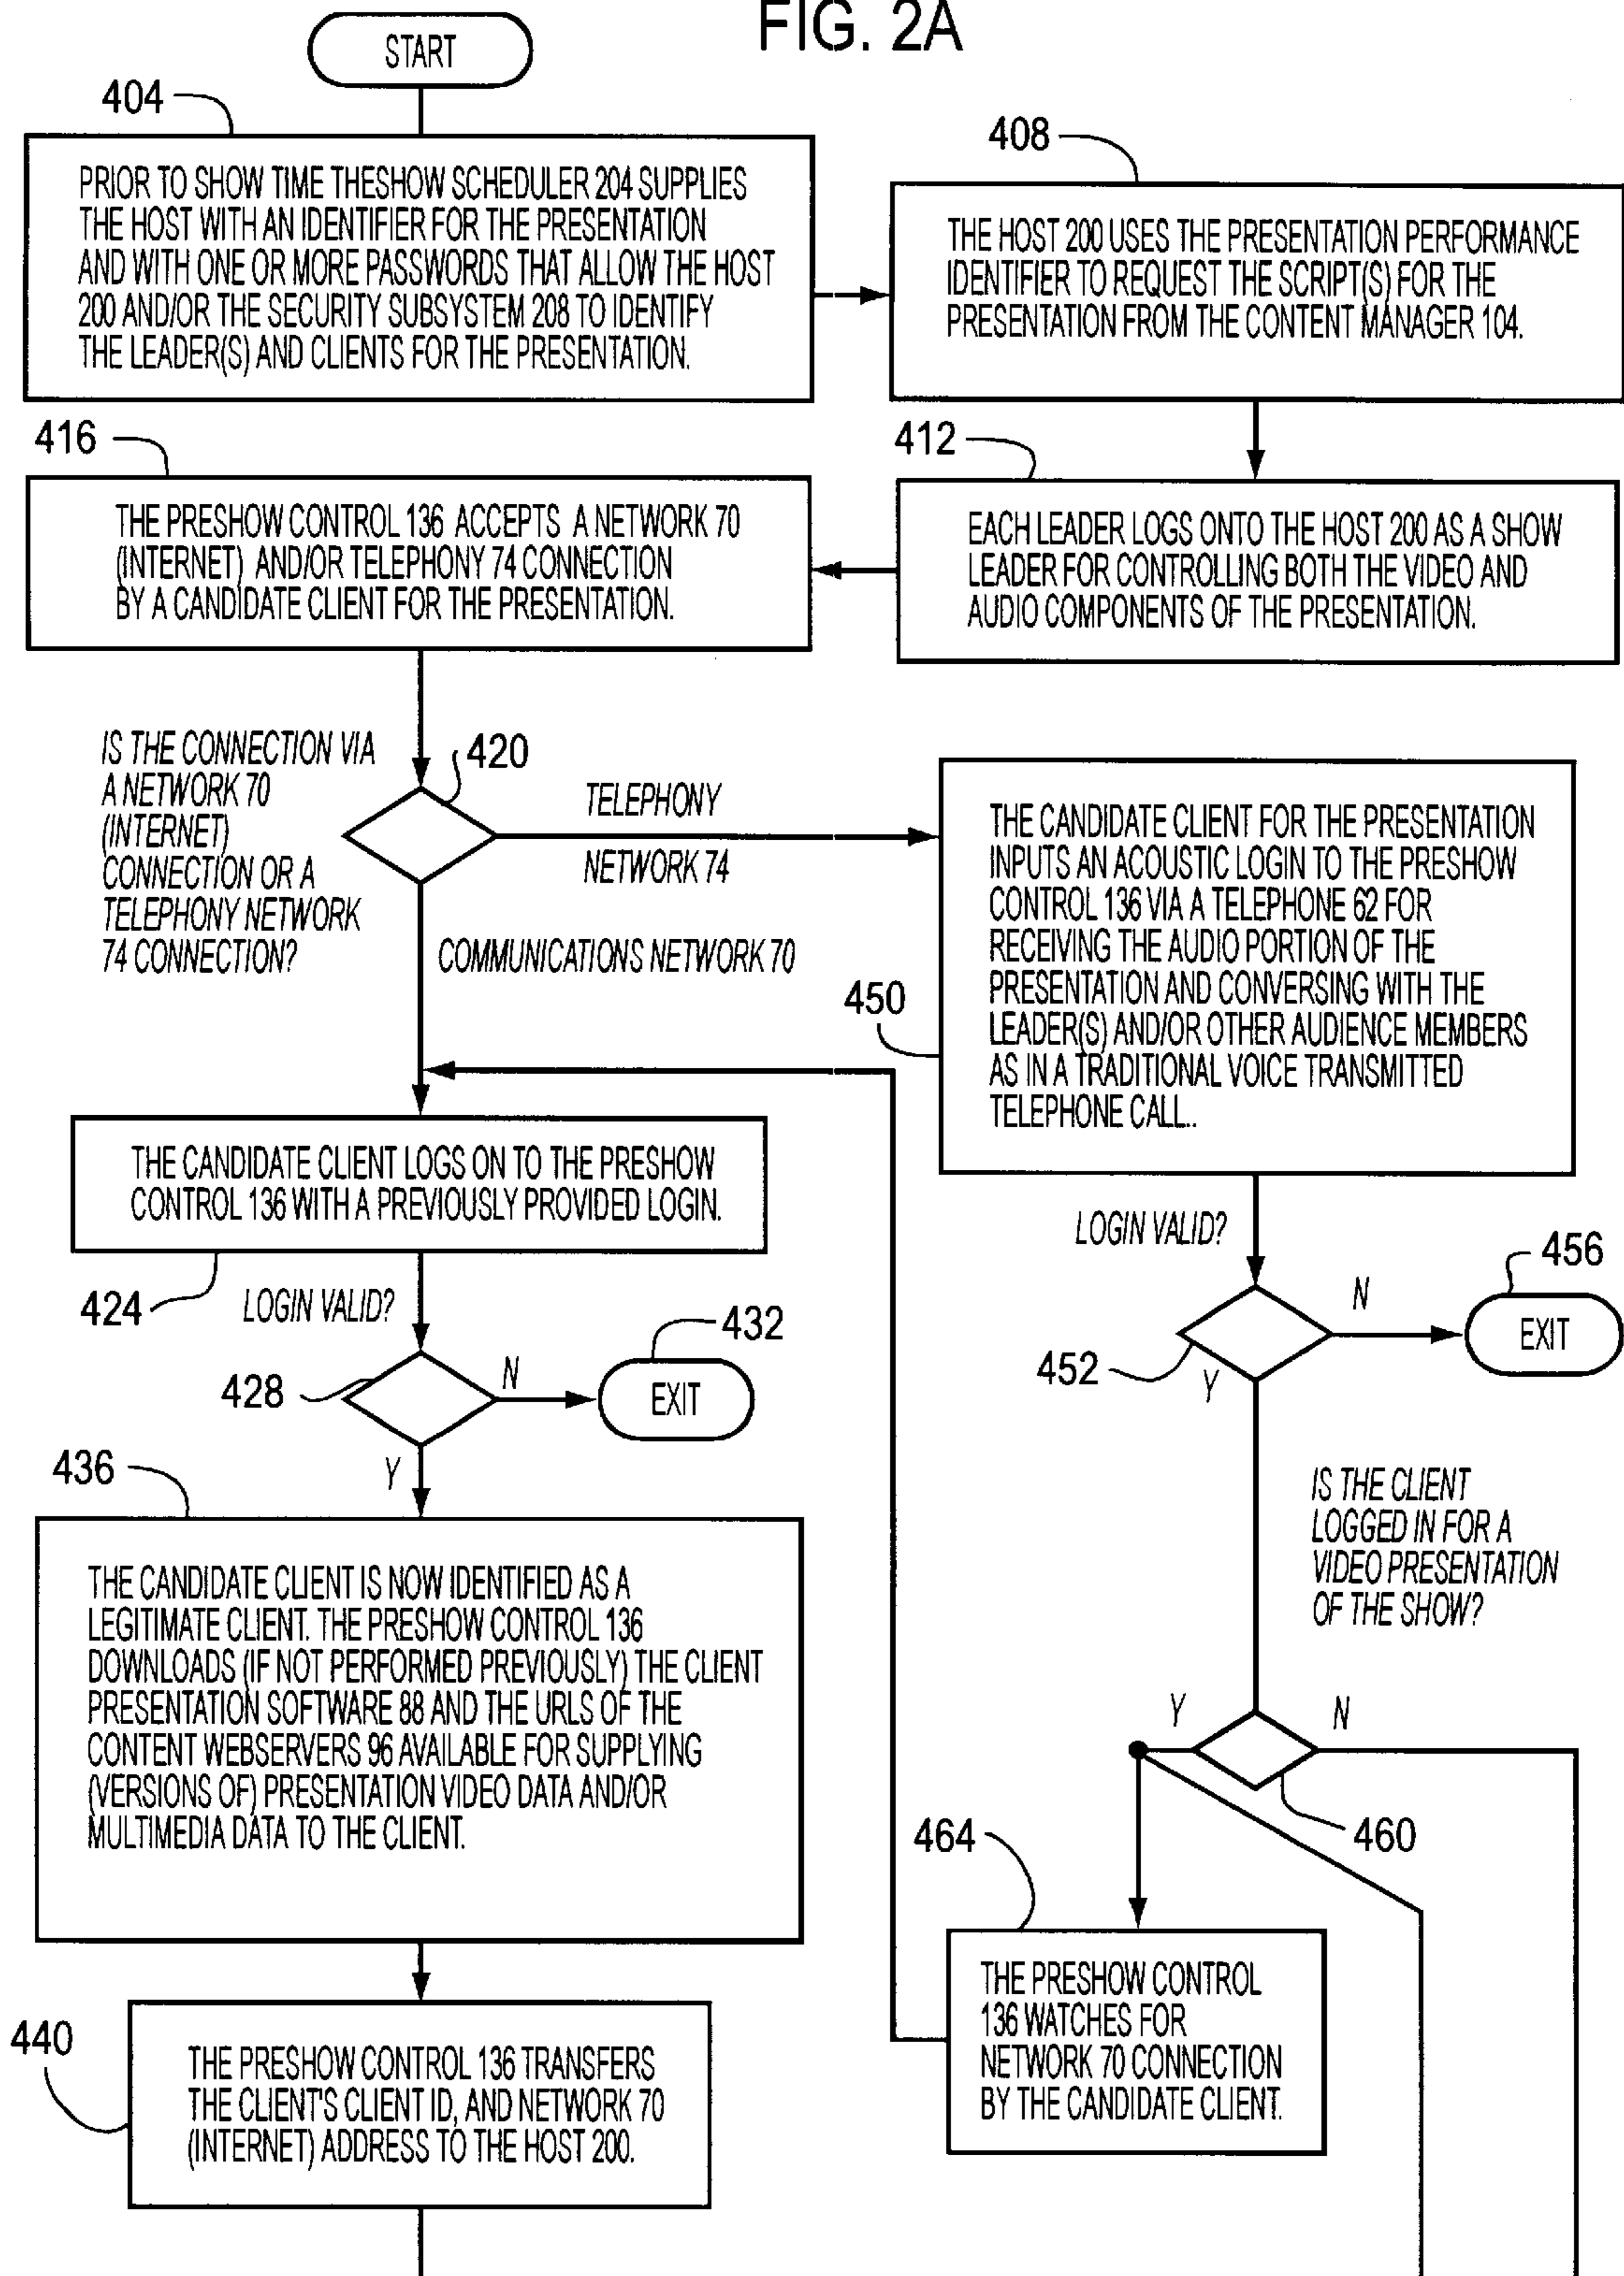 FIG. 2A
START
404
PRIOR TO SHOW TIME THESHOW SCHEDULER 204 SUPPLIES
THE HOST WITH AN IDENTIFIER FOR THE PRESENTATION
AND WITH ONE OR MORE PASSWORDS THAT ALLOW THE HOST
200 AND/OR THE SECURITY SUBSYSTEM 208 TO IDENTIFY
THE LEADER(S) AND CLIENTS FOR THE PRESENTATION.
408
THE HOST 200 USES THE PRESENTATION PERFORMANCE
IDENTIFIER TO REQUEST THE SCRIPT(S) FOR THE
PRESENTATION FROM THE CONTENT MANAGER 104.
412
EACH LEADER LOGS ONTO THE HOST 200 AS A SHOW
LEADER FOR CONTROLLING BOTH THE VIDEO AND
AUDIO COMPONENTS OF THE PRESENTATION.
416
THE PRESHOW CONTROL 136 ACCEPTS A NETWORK 70
(INTERNET) AND/OR TELEPHONY 74 CONNECTION
BY A CANDIDATE CLIENT FOR THE PRESENTATION.
IS THE CONNECTION VIA
A NETWORK 70
(INTERNET)
CONNECTION OR A
TELEPHONY NETWORK
74 CONNECTION?
420
TELEPHONY
NETWORK 74
COMMUNICATIONS NETWORK 70
450
THE CANDIDATE CLIENT FOR THE PRESENTATION
INPUTS AN ACOUSTIC LOGIN TO THE PRESHOW
CONTROL 136 VIA A TELEPHONE 62 FOR
RECEIVING THE AUDIO PORTION OF THE
PRESENTATION AND CONVERSING WITH THE
LEADER(S) AND/OR OTHER AUDIENCE MEMBERS
AS IN A TRADITIONAL VOICE TRANSMITTED
TELEPHONE CALL..
THE CANDIDATE CLIENT LOGS ON TO THE PRESHOW
CONTROL 136 WITH A PREVIOUSLY PROVIDED LOGIN.
424
LOGIN VALID?
428
N
432
EXIT
Y
LOGIN VALID?
452
N
456
EXIT
Y
436
THE CANDIDATE CLIENT IS NOW IDENTIFIED AS A
LEGITIMATE CLIENT. THE PRESHOW CONTROL 136
DOWNLOADS (IF NOT PERFORMED PREVIOUSLY) THE CLIENT
PRESENTATION SOFTWARE 88 AND THE URLS OF THE
CONTENT WEBSERVERS 96 AVAILABLE FOR SUPPLYING
(VERSIONS OF) PRESENTATION VIDEO DATA AND/OR
MULTIMEDIA DATA TO THE CLIENT.
IS THE CLIENT
LOGGED IN FOR A
VIDEO PRESENTATION
OF THE SHOW?
Y
N
460
464
THE PRESHOW CONTROL
136 WATCHES FOR
NETWORK 70 CONNECTION
BY THE CANDIDATE CLIENT.
440
THE PRESHOW CONTROL 136 TRANSFERS
THE CLIENT'S CLIENT ID, AND NETWORK 70
(INTERNET) ADDRESS TO THE HOST 200.